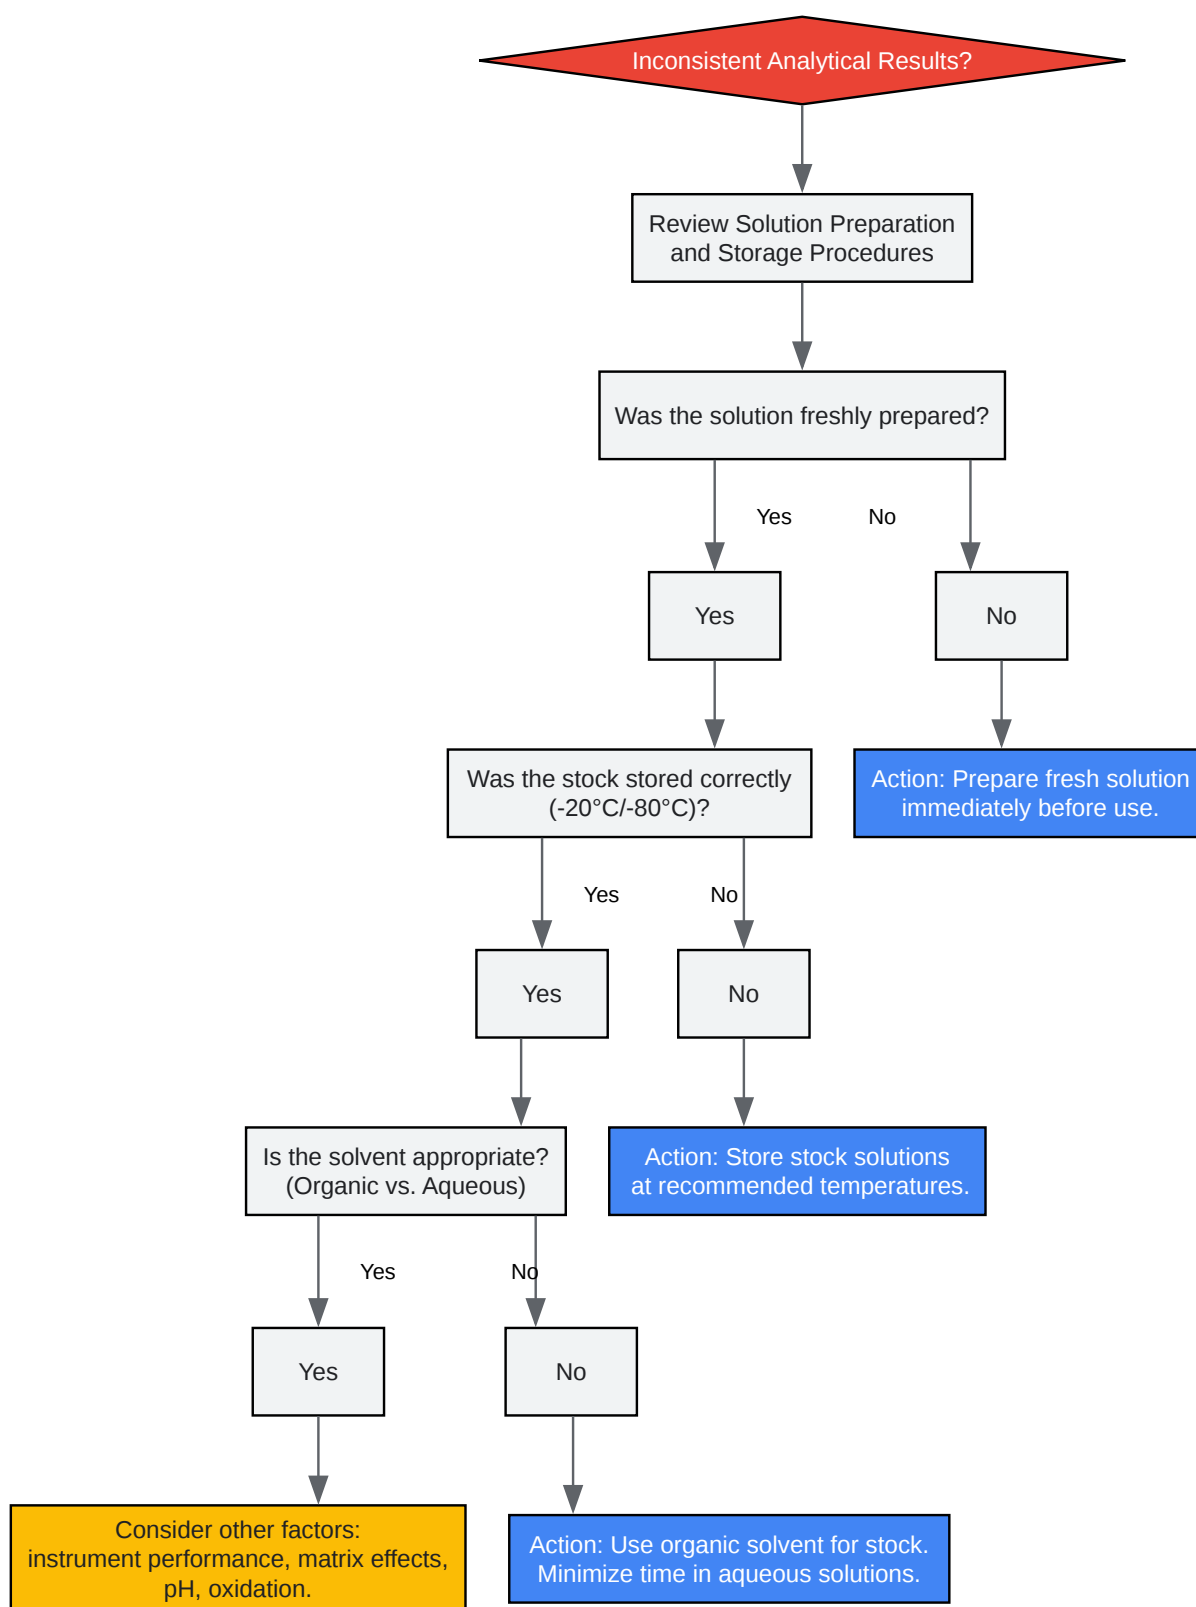 Inconsistent Analytical Results?
Review Solution Preparation
and Storage Procedures
Was the solution freshly prepared?
Yes
No
Yes
No
Was the stock stored correctly
(-20°C/-80°C)?
Action: Prepare fresh solution
immediately before use.
Yes
No
Yes
No
Is the solvent appropriate?
(Organic vs. Aqueous)
Action: Store stock solutions
at recommended temperatures.
Yes
No
Yes
No
Consider other factors:
instrument performance, matrix effects,
pH, oxidation.
Action: Use organic solvent for stock.
Minimize time in aqueous solutions.